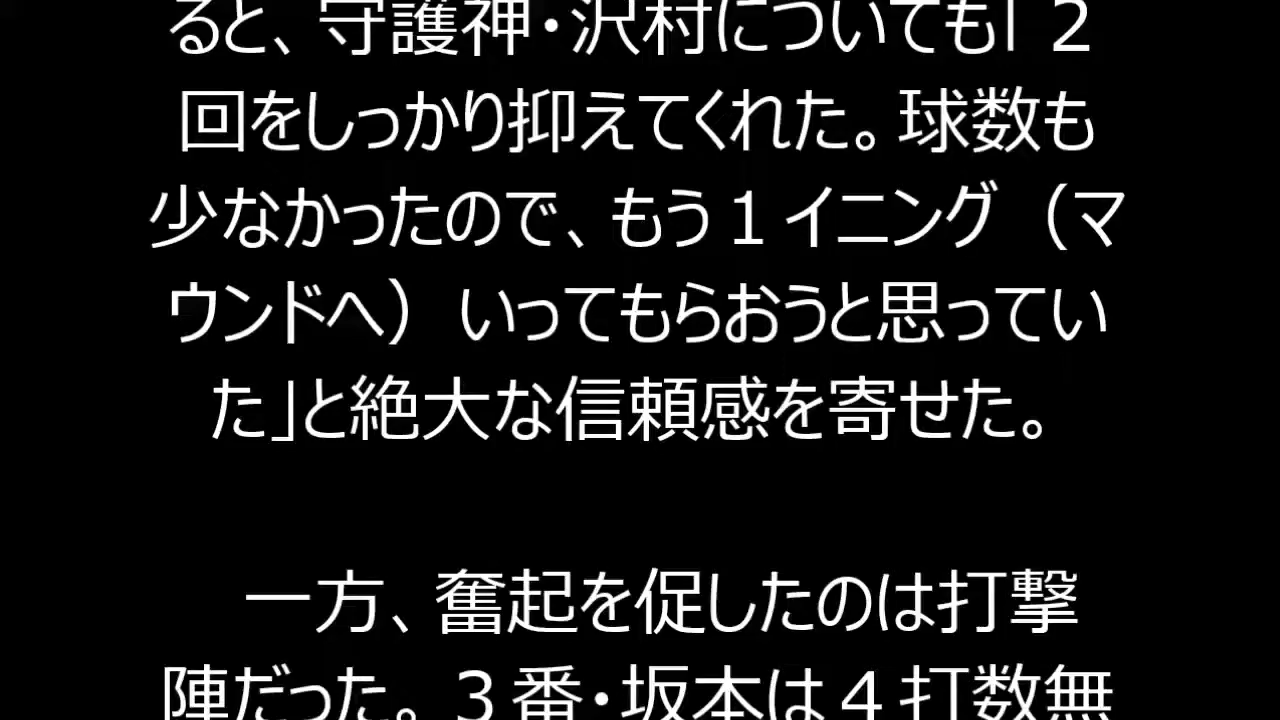 ると、守護神・沢村についても「２
回をしっかり抑えてくれた。球数も
少なかったので、もう１イニング（マ
ウンドへ）いってもらおうと思ってい
た」と絶大な信頼感を寄せた。
一方、奮起を促したのは打撃
陣だった。３番・坂本は４打数無